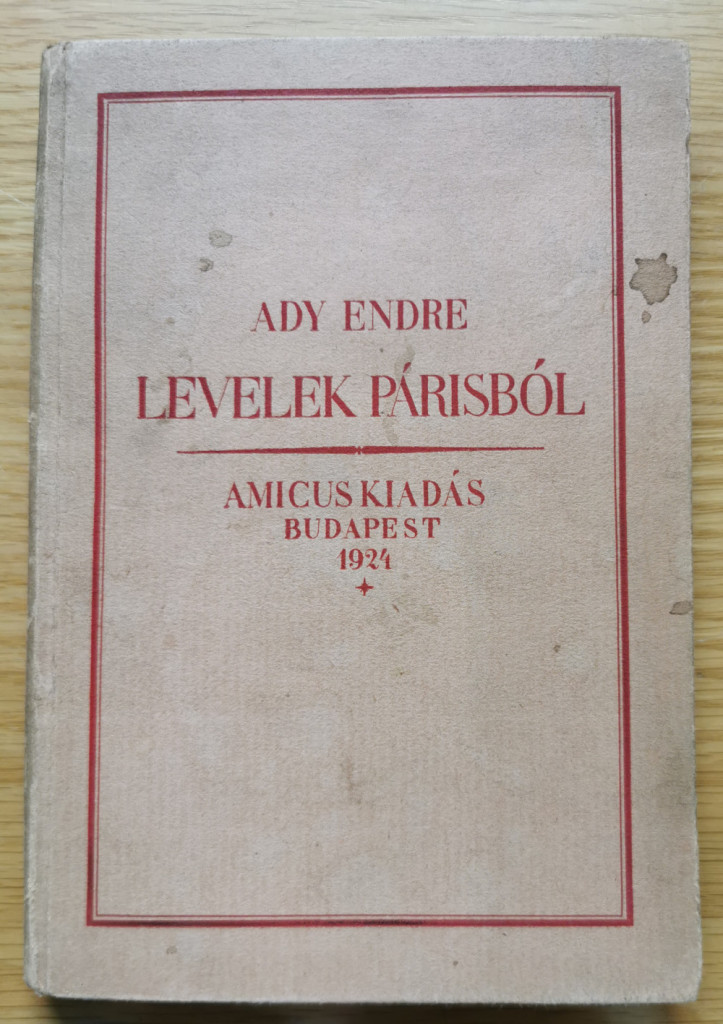 ADY ENDRE
LEVELEK PÁRISBÓL
AMICUS KIADÁS
BUDAPEST
1924